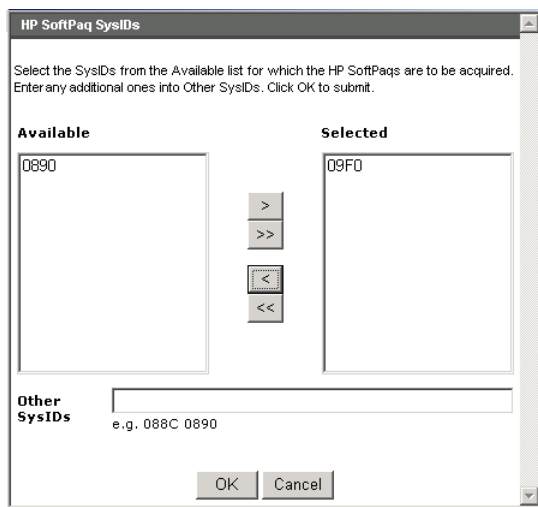 HP SoftPaq SysIDs
Select the SysIDs from the Available list for which the HP SoftPaqs are to be acquired.
Enter any additional ones into Other SysIDs. Click OK to submit.
Available
Selected
0890
09F0
>
>>
<
<<
Other
SysIDs
e.g. 088C 0890
OK
Cancel